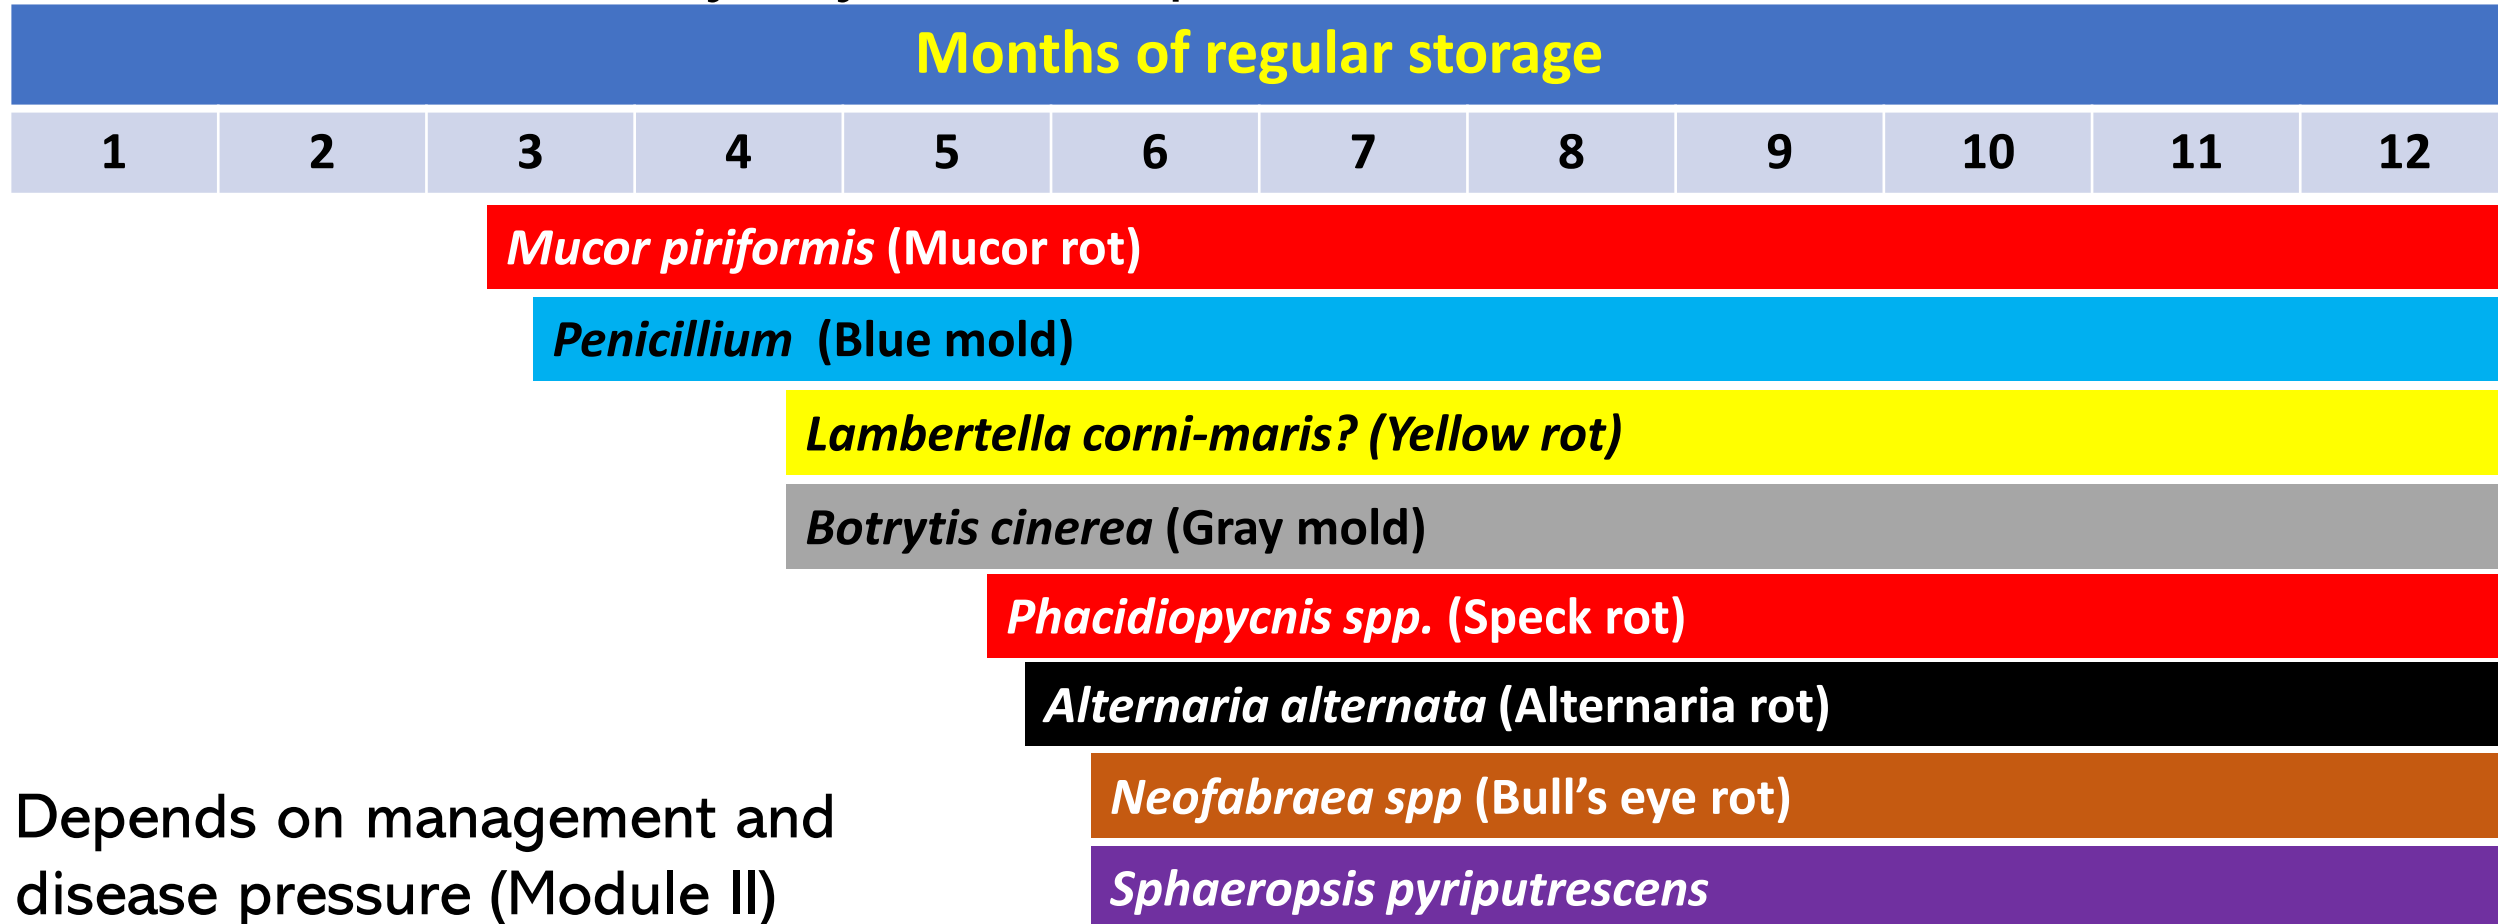 Months of regular storage
1 2 3 4 5 6 7 8 9 10 11 12
Mucor piriformis (Mucor rot)
Penicillium (Blue mold)
Lambertella corni-maris? (Yellow rot)
Botrytis cinerea (Gray mold)
Phacidiopycnis spp. (Speck rot)
Alternaria alternata (Alternaria rot)
Neofabraea spp (Bull’s eye rot)
Sphaeropsis pyriputrescens
Depends on management and
disease pressure (Module II)